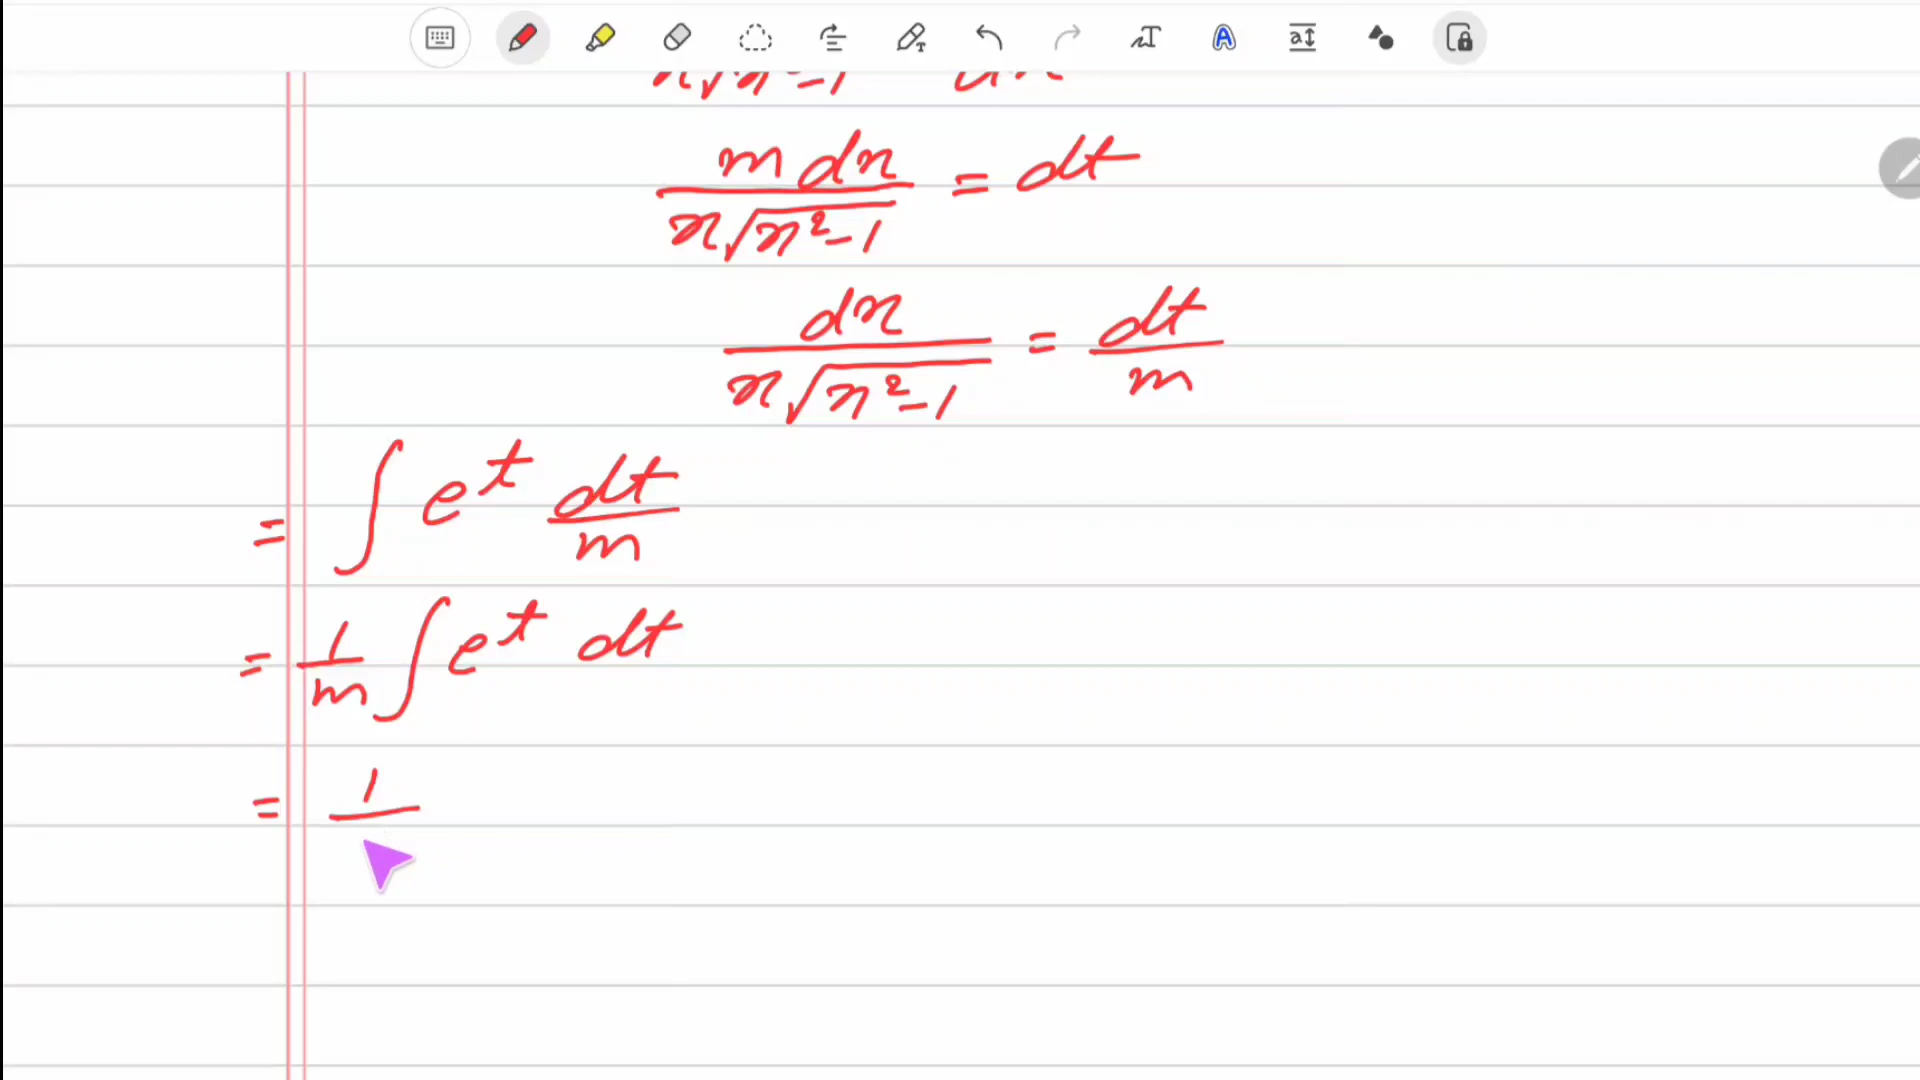 m dx / x√(x²-1) = dt
dx / x√(x²-1) = dt / m
= ∫ e^t dt / m
= 1/m ∫ e^t dt
= 1/